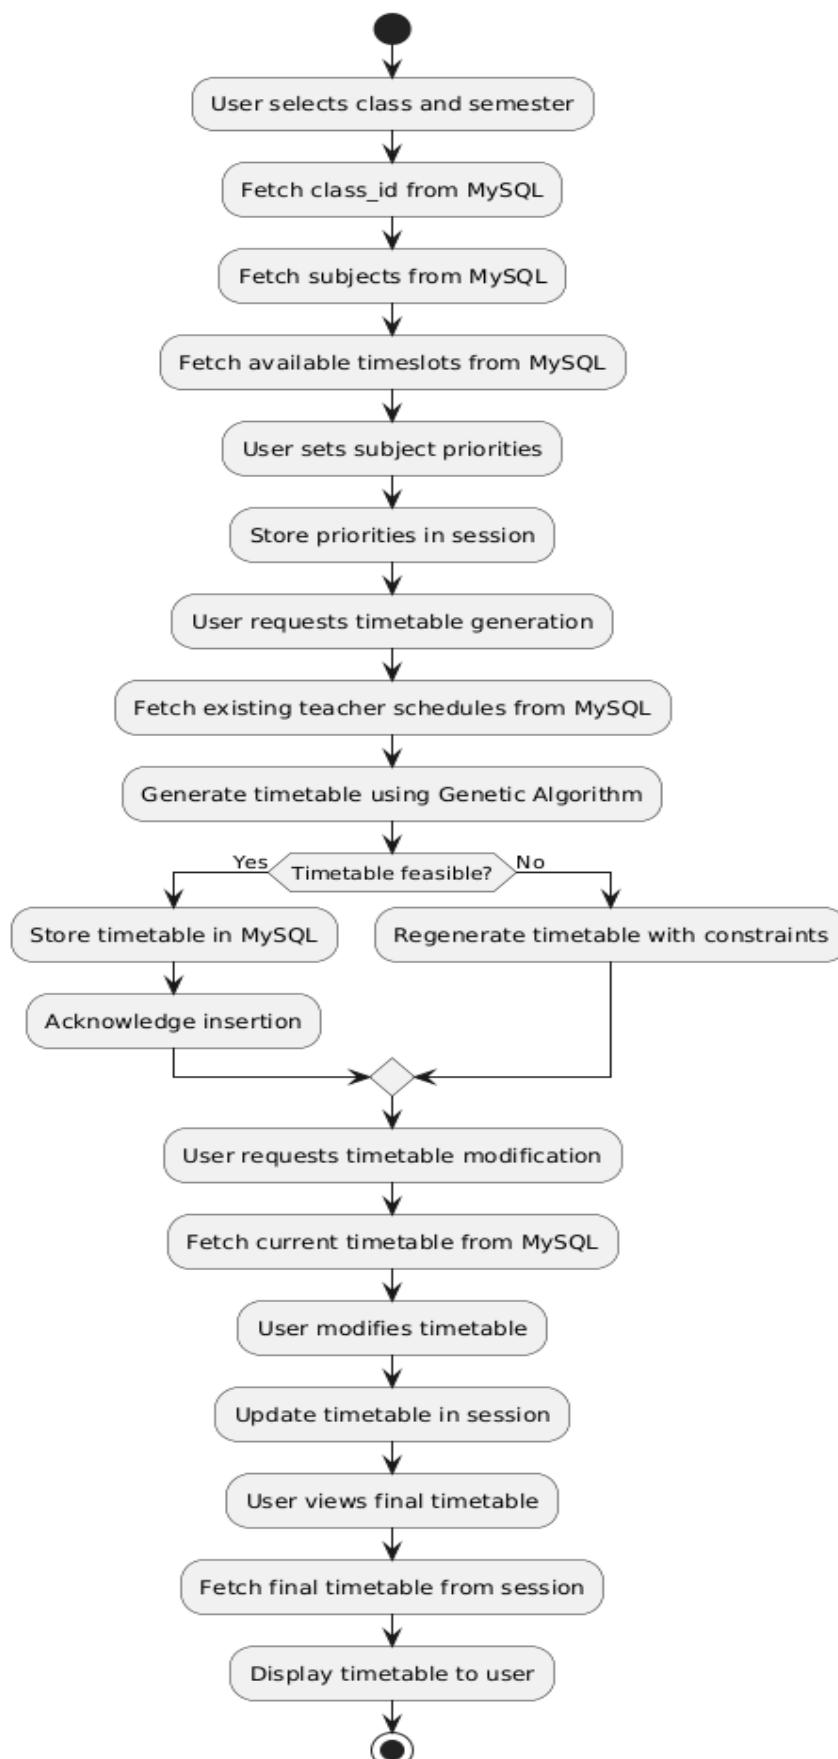 User selects class and semester
Fetch class_id from MySQL
Fetch subjects from MySQL
Fetch available timeslots from MySQL
User sets subject priorities
Store priorities in session
User requests timetable generation
Fetch existing teacher schedules from MySQL
Generate timetable using Genetic Algorithm
Yes
Timetable feasible?
No
Store timetable in MySQL
Regenerate timetable with constraints
Acknowledge insertion
User requests timetable modification
Fetch current timetable from MySQL
User modifies timetable
Update timetable in session
User views final timetable
Fetch final timetable from session
Display timetable to user